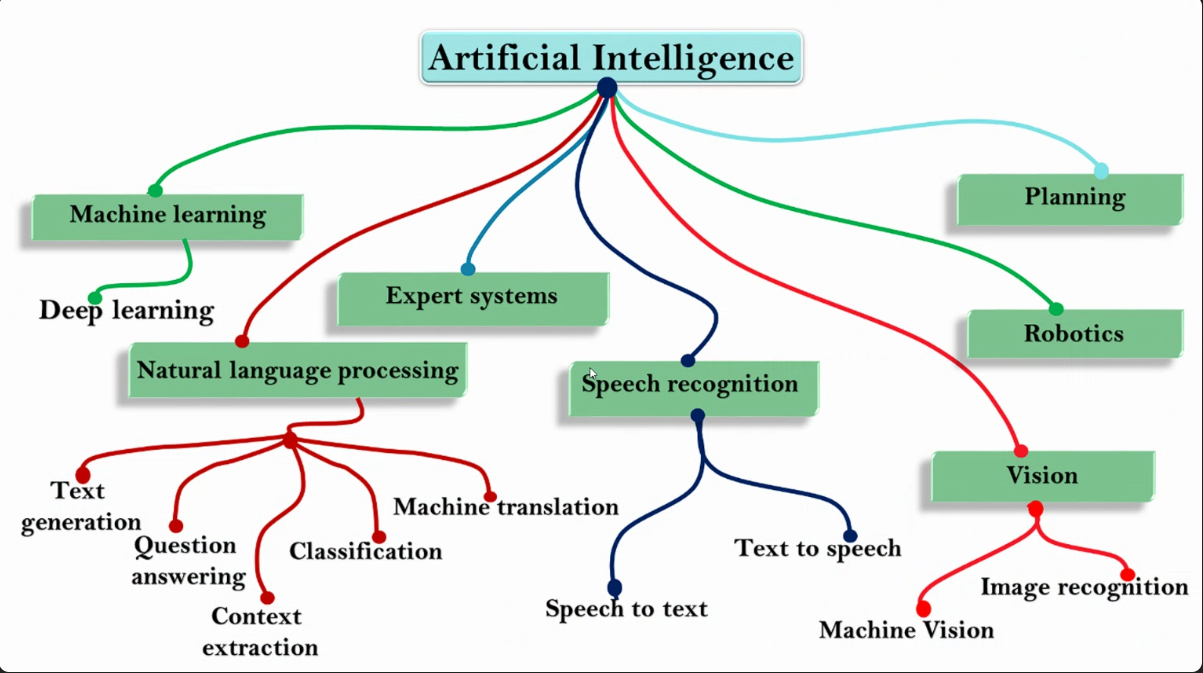 Artificial Intelligence
Machine learning
Deep learning
Natural language processing
Text
generation
Question
answering
Context
extraction
Classification
Machine translation
Expert systems
Speech recognition
Speech to text
Text to speech
Vision
Machine Vision
Image recognition
Robotics
Planning